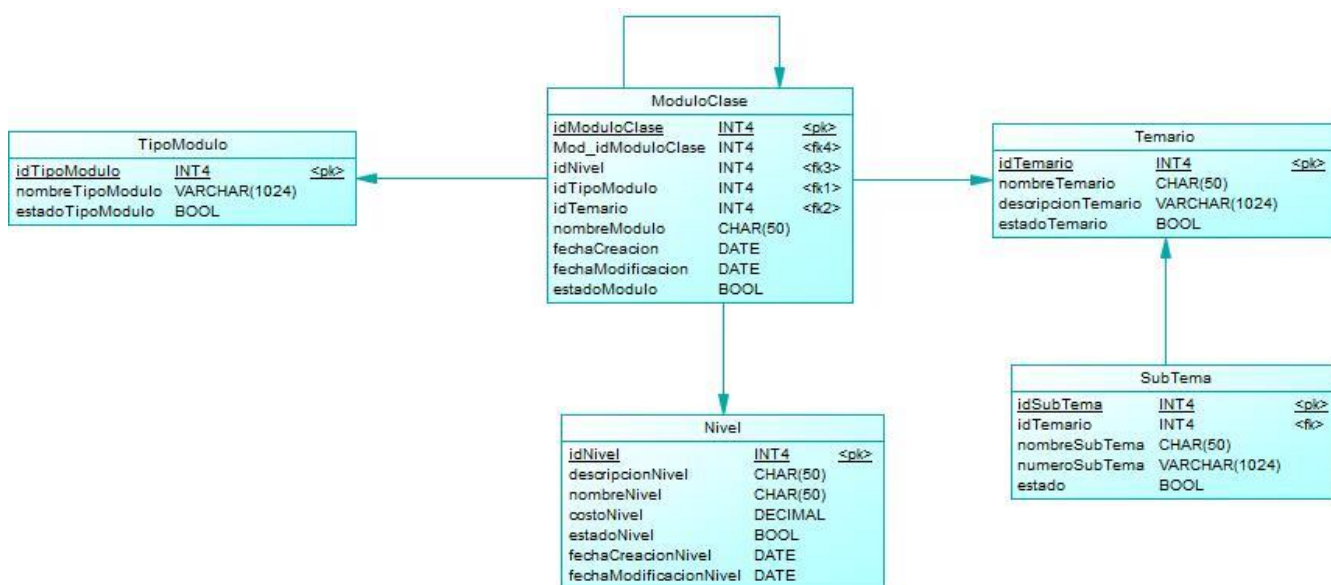 ModuloClase
idModuloClase INT4 <pk>
Mod_idModuloClase INT4 <fk4>
idNivel INT4 <fk3>
idTipoModulo INT4 <fk1>
idTemario INT4 <fk2>
nombreModulo CHAR(50)
fechaCreacion DATE
fechaModificacion DATE
estadoModulo BOOL
TipoModulo
idTipoModulo INT4 <pk>
nombreTipoModulo VARCHAR(1024)
estadoTipoModulo BOOL
Temario
idTemario INT4 <pk>
nombreTemario CHAR(50)
descripcionTemario VARCHAR(1024)
estadoTemario BOOL
SubTema
idSubTema INT4 <pk>
idTemario INT4 <fk>
nombreSubTema CHAR(50)
numeroSubTema VARCHAR(1024)
estado BOOL
Nivel
idNivel INT4 <pk>
descripcionNivel CHAR(50)
nombreNivel CHAR(50)
costoNivel DECIMAL
estadoNivel BOOL
fechaCreacionNivel DATE
fechaModificacionNivel DATE